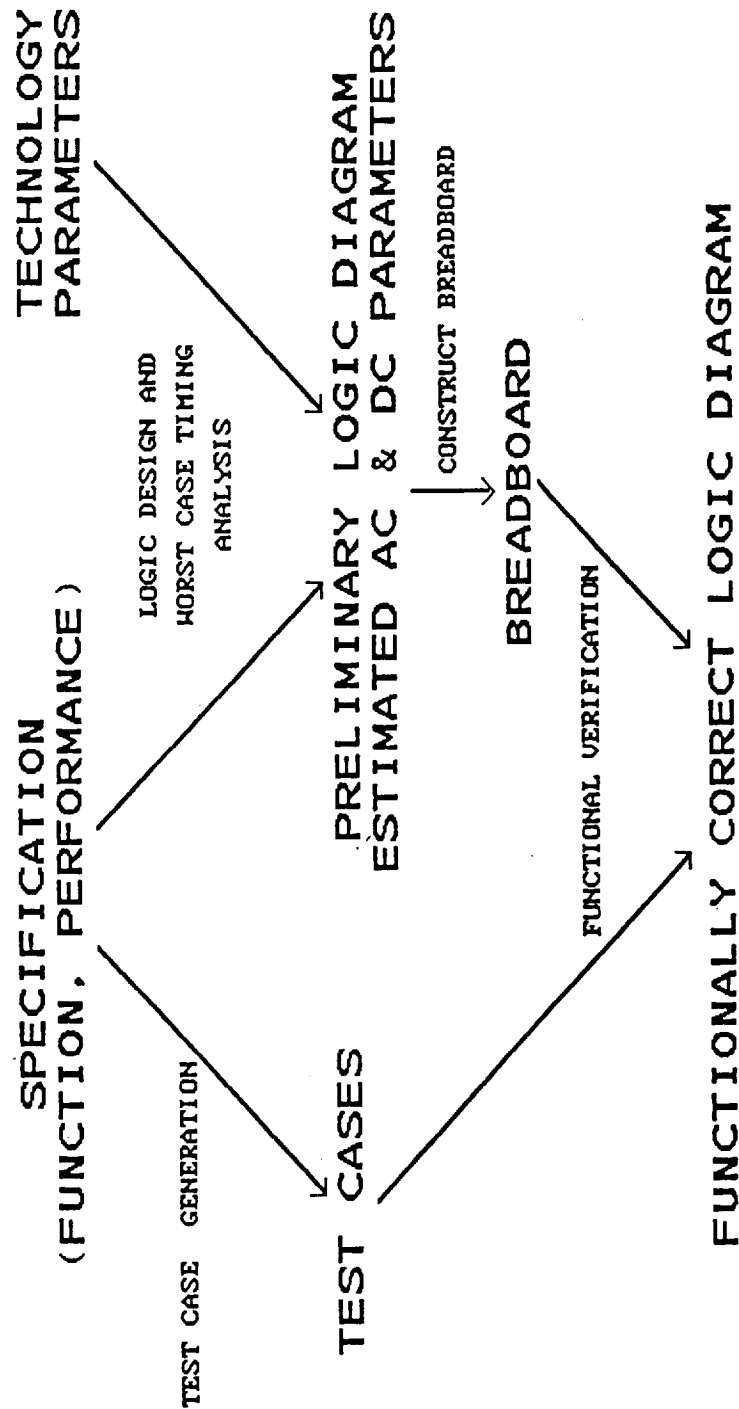 SPECIFICATION
(FUNCTION, PERFORMANCE)
TECHNOLOGY
PARAMETERS
TEST CASE GENERATION
LOGIC DESIGN AND
WORST CASE TIMING
ANALYSIS
TEST CASES
PRELIMINARY LOGIC DIAGRAM
ESTIMATED AC & DC PARAMETERS
CONSTRUCT BREADBOARD
BREADBOARD
FUNCTIONAL VERIFICATION
FUNCTIONALLY CORRECT LOGIC DIAGRAM